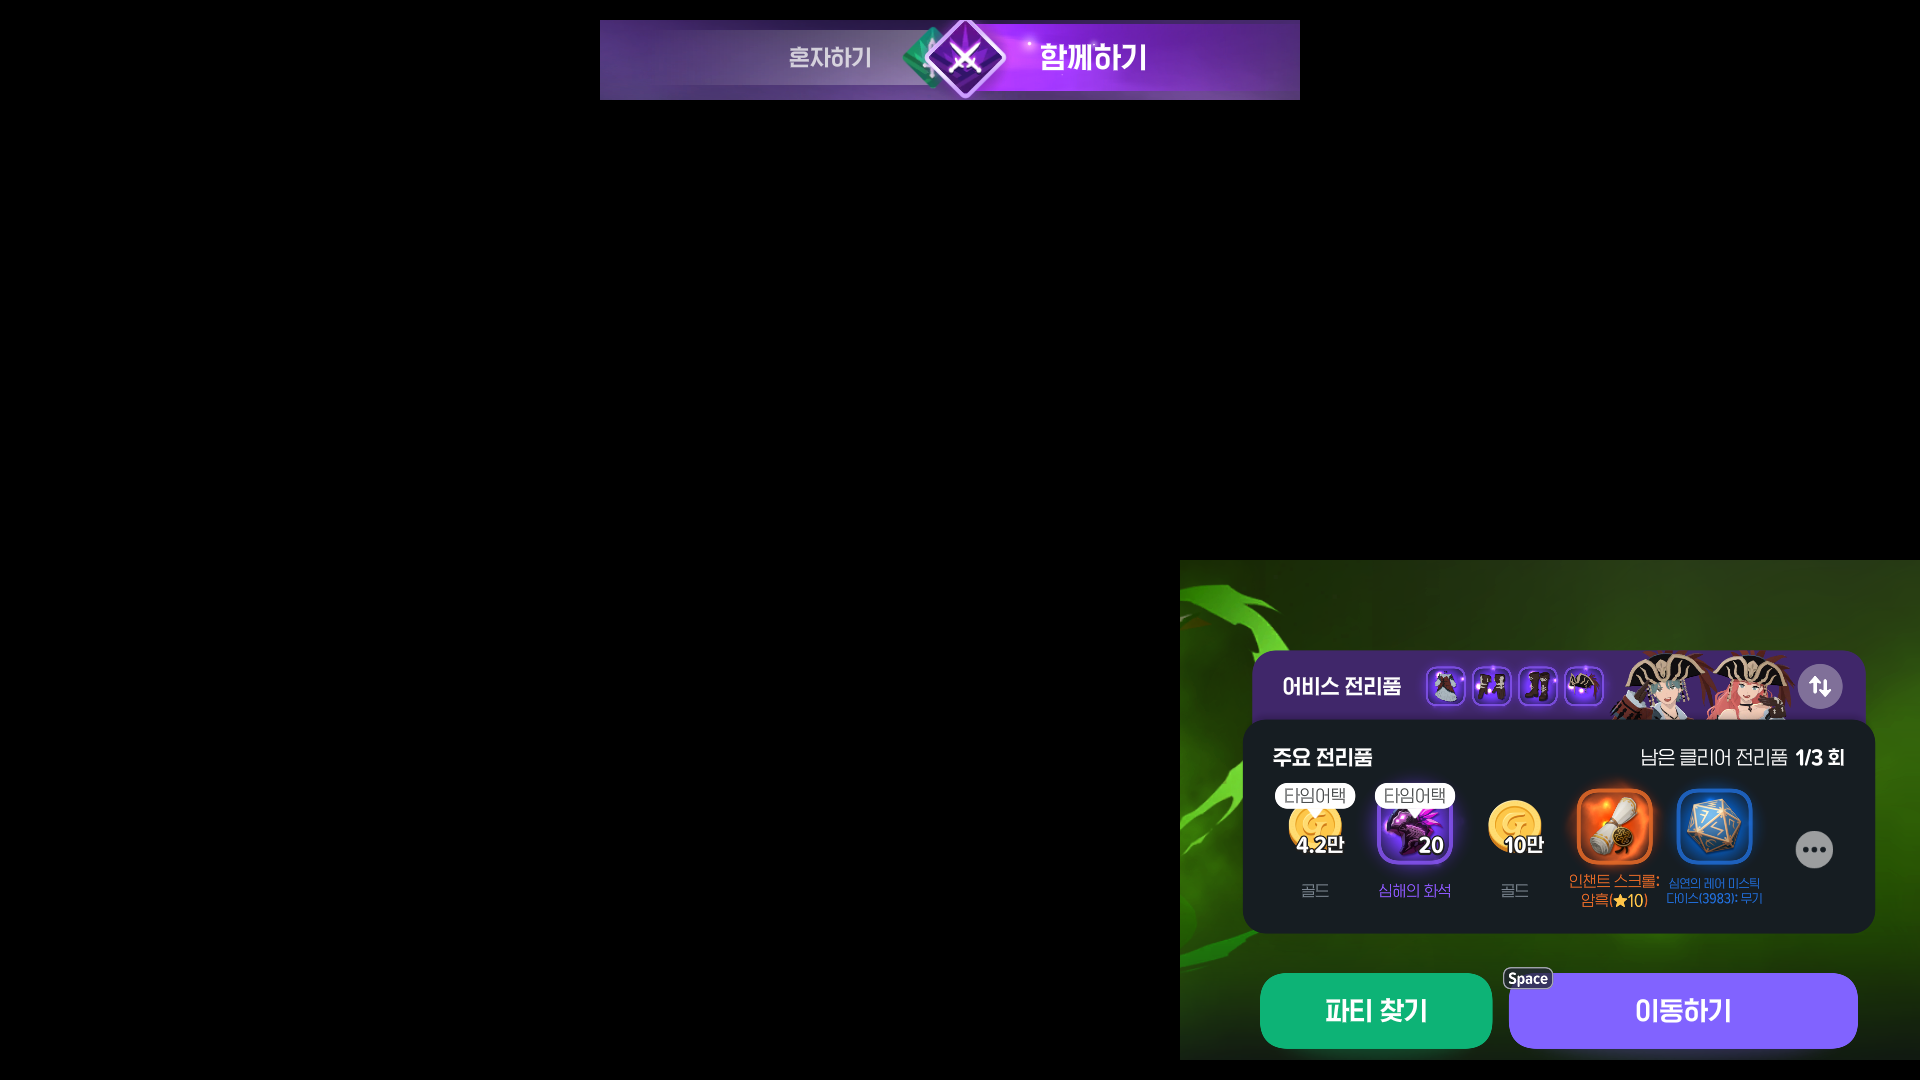 혼자하기
함께하기
어비스 전리품
주요 전리품
남은 클리어 전리품 1/3 회
타임어택
타임어택
4.2만
20
10만
골드
심해의 화석
골드
인챈트 스크롤:
암흑(★10)
심연의 레어 미스틱
다이스(3983): 무기
파티 찾기
Space
이동하기